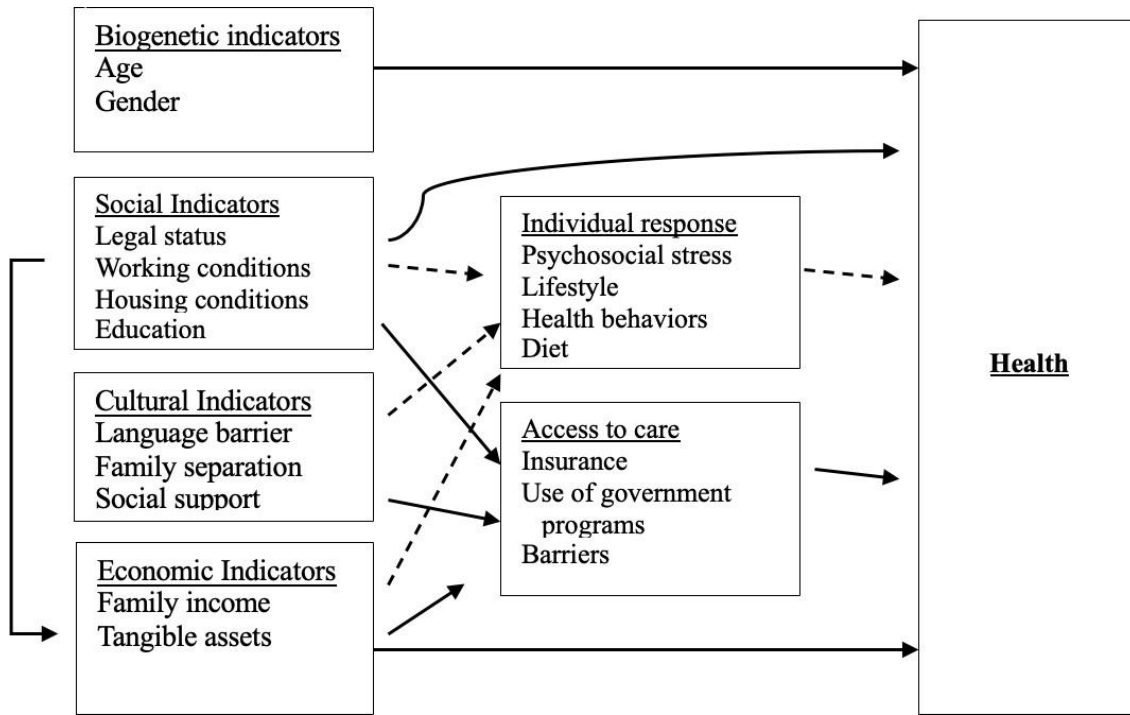 Biogenetic indicators
Age
Gender
Social Indicators
Legal status
Working conditions
Housing conditions
Education
Cultural Indicators
Language barrier
Family separation
Social support
Economic Indicators
Family income
Tangible assets
Individual response
Psychosocial stress
Lifestyle
Health behaviors
Diet
Access to care
Insurance
Use of government
programs
Barriers
Health